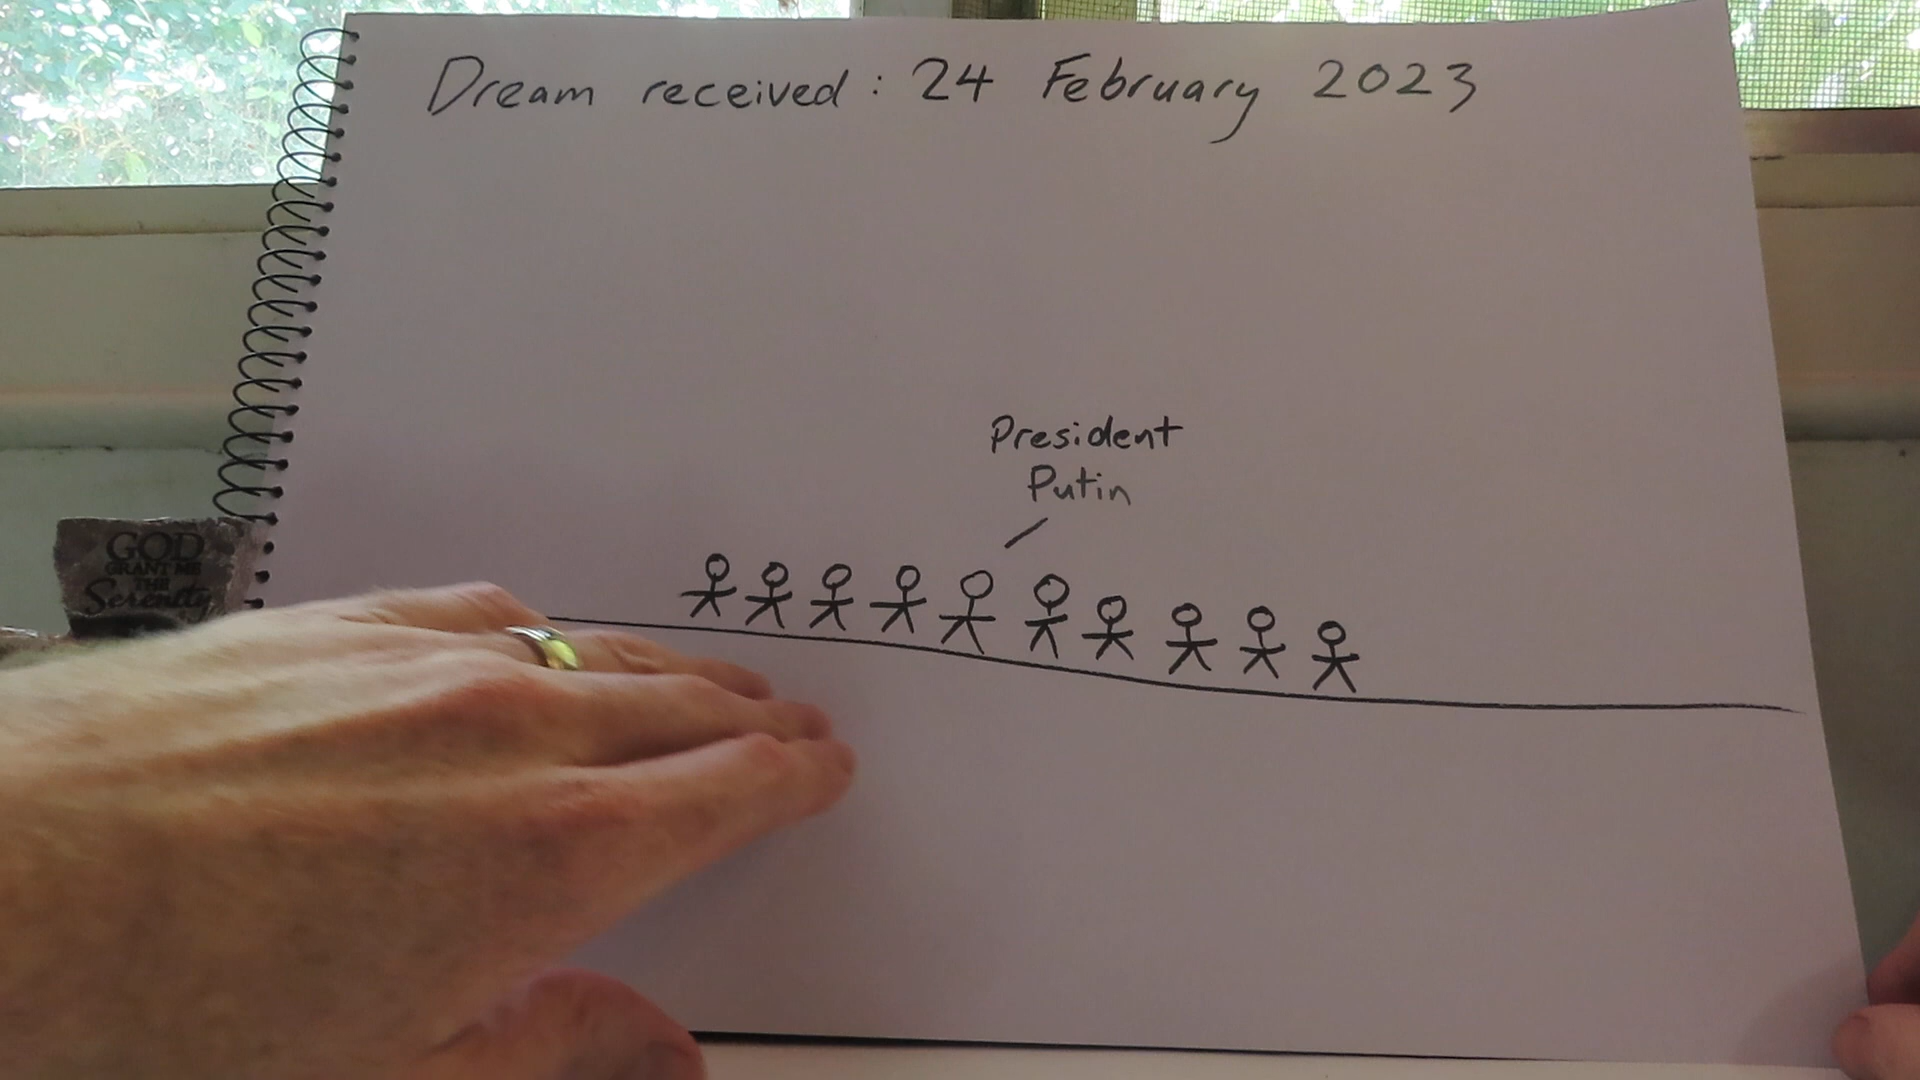 Dream received : 24 February 2023
President
Putin
GOD
GRANT ME
THE
Serenity